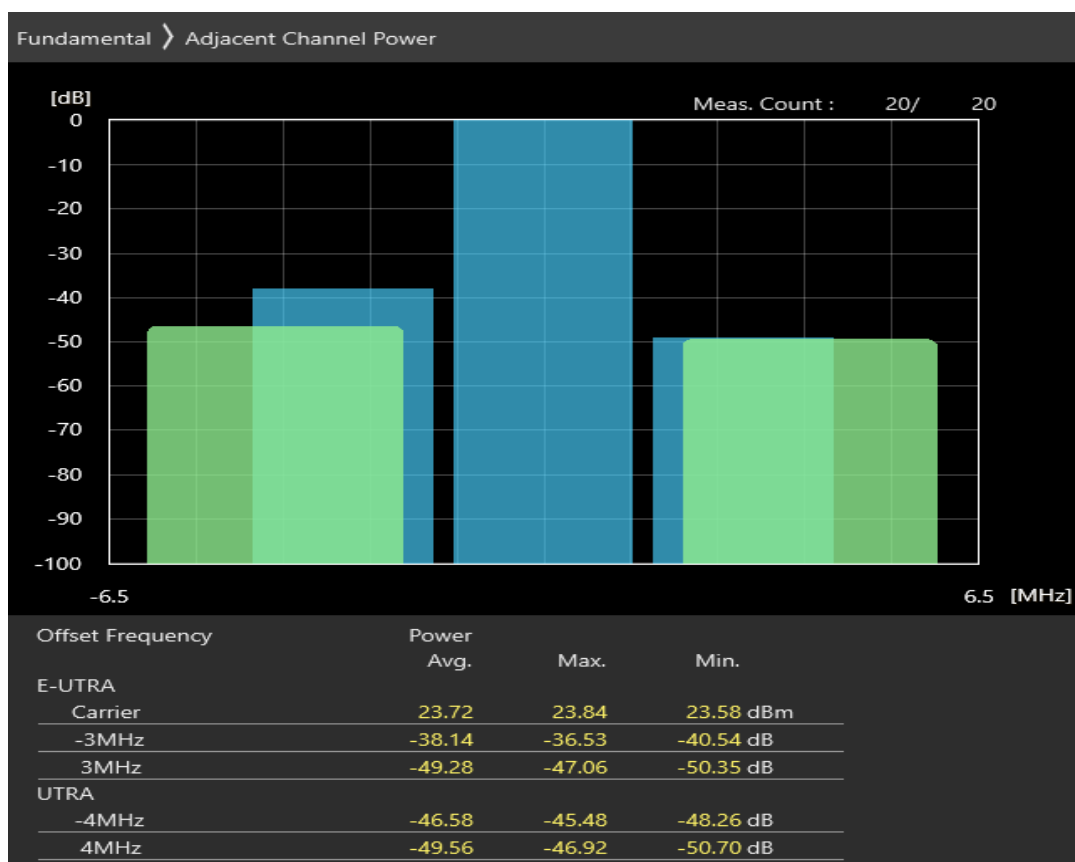 Fundamental ❯ Adjacent Channel Power
[dB]
Meas. Count : 20/ 20
0
-10
-20
-30
-40
-50
-60
-70
-80
-90
-100
-6.5 6.5 [MHz]
Offset Frequency Power
Avg. Max. Min.
E-UTRA
Carrier 23.72 23.84 23.58 dBm
-3MHz -38.14 -36.53 -40.54 dB
3MHz -49.28 -47.06 -50.35 dB
UTRA
-4MHz -46.58 -45.48 -48.26 dB
4MHz -49.56 -46.92 -50.70 dB